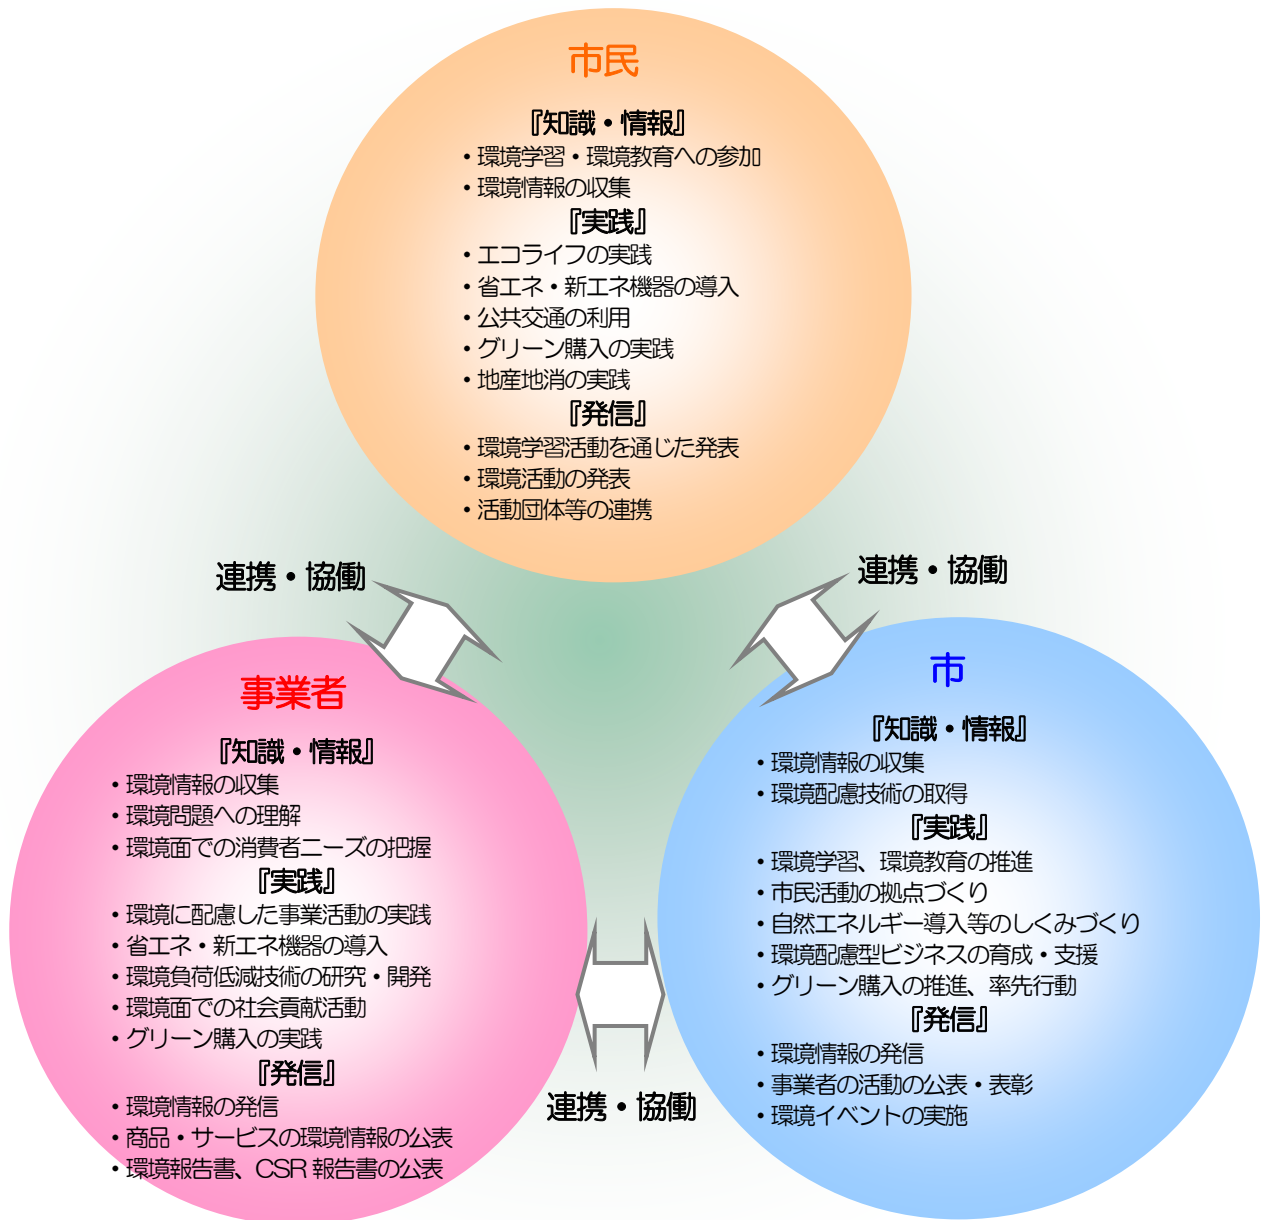 市民
『知識・情報』
・環境学習・環境教育への参加
・環境情報の収集
『実践』
・エコライフの実践
・省エネ・新エネ機器の導入
・公共交通の利用
・グリーン購入の実践
・地産地消の実践
『発信』
・環境学習活動を通じた発表
・環境活動の発表
・活動団体等の連携
連携・協働
連携・協働
事業者
『知識・情報』
・環境情報の収集
・環境問題への理解
・環境面での消費者ニーズの把握
『実践』
・環境に配慮した事業活動の実践
・省エネ・新エネ機器の導入
・環境負荷低減技術の研究・開発
・環境面での社会貢献活動
・グリーン購入の実践
『発信』
・環境情報の発信
・商品・サービスの環境情報の公表
・環境報告書、CSR 報告書の公表
市
『知識・情報』
・環境情報の収集
・環境配慮技術の取得
『実践』
・環境学習、環境教育の推進
・市民活動の拠点づくり
・自然エネルギー導入等のしくみづくり
・環境配慮型ビジネスの育成・支援
・グリーン購入の推進、率先行動
『発信』
・環境情報の発信
・事業者の活動の公表・表彰
・環境イベントの実施
連携・協働